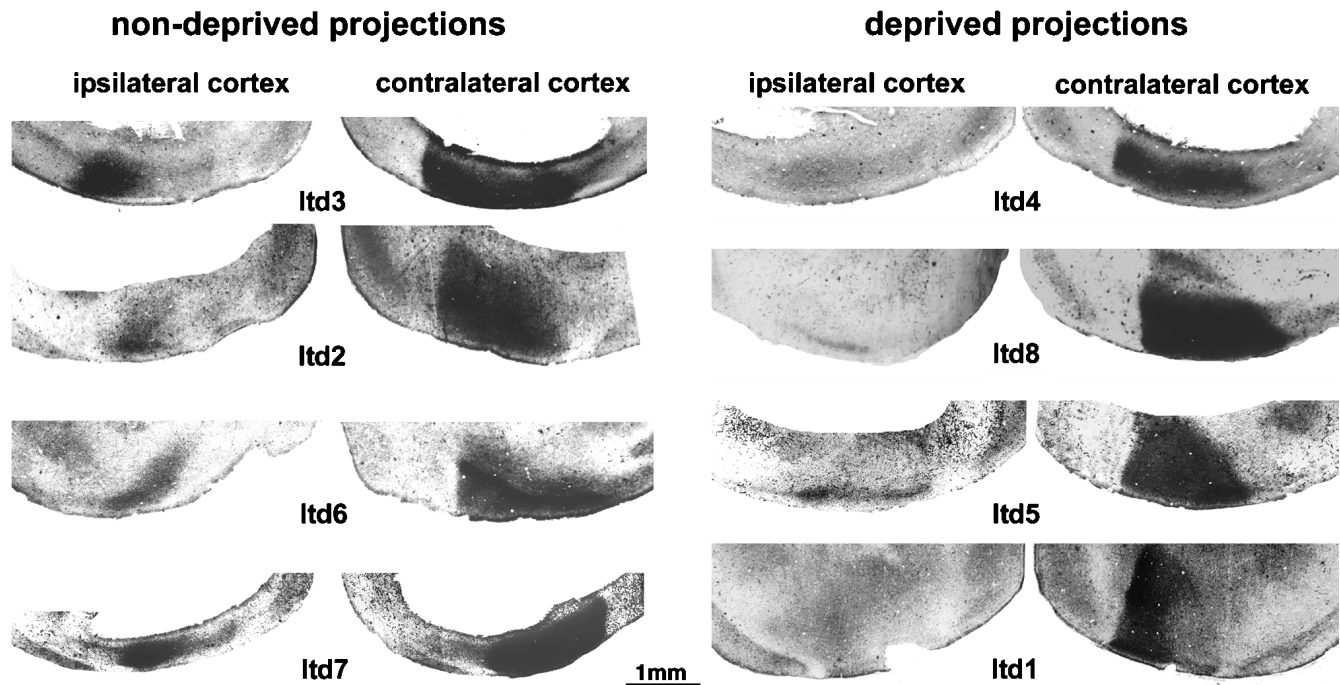 non-deprived projections
deprived projections
ipsilateral cortex
contralateral cortex
ipsilateral cortex
contralateral cortex
ltd3
ltd4
ltd2
ltd8
ltd6
ltd5
ltd7
1mm
ltd1